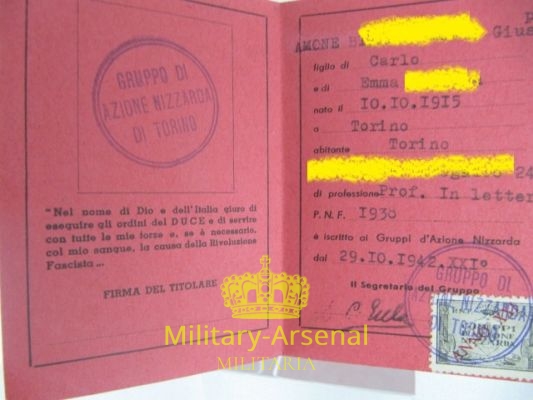 GRUPPO DI
AZIONE NIZZARDA
DI TORINO
"Nel nome di Dio e dell'Italia giuro di
eseguire gli ordini del DUCE e di servire
con tutte le mie forze e, se è necessario,
col mio sangue, la causa della Rivoluzione
Fascista ...
FIRMA DEL TITOLARE
AMONE
figlio di Carlo
e di Emma
nato il 10.10.1915
a Torino
abitante Torino
24
di professione Prof. In letter
P. N. F. 1938
è iscritto ai Gruppi d'Azione Nizzarda
dal 29.10.1942.XXI°
Il Segretario del Gruppo
GRUPPO DI
AZIONE NIZZARDA
TORINO
Military-Arsenal
MILITARIA